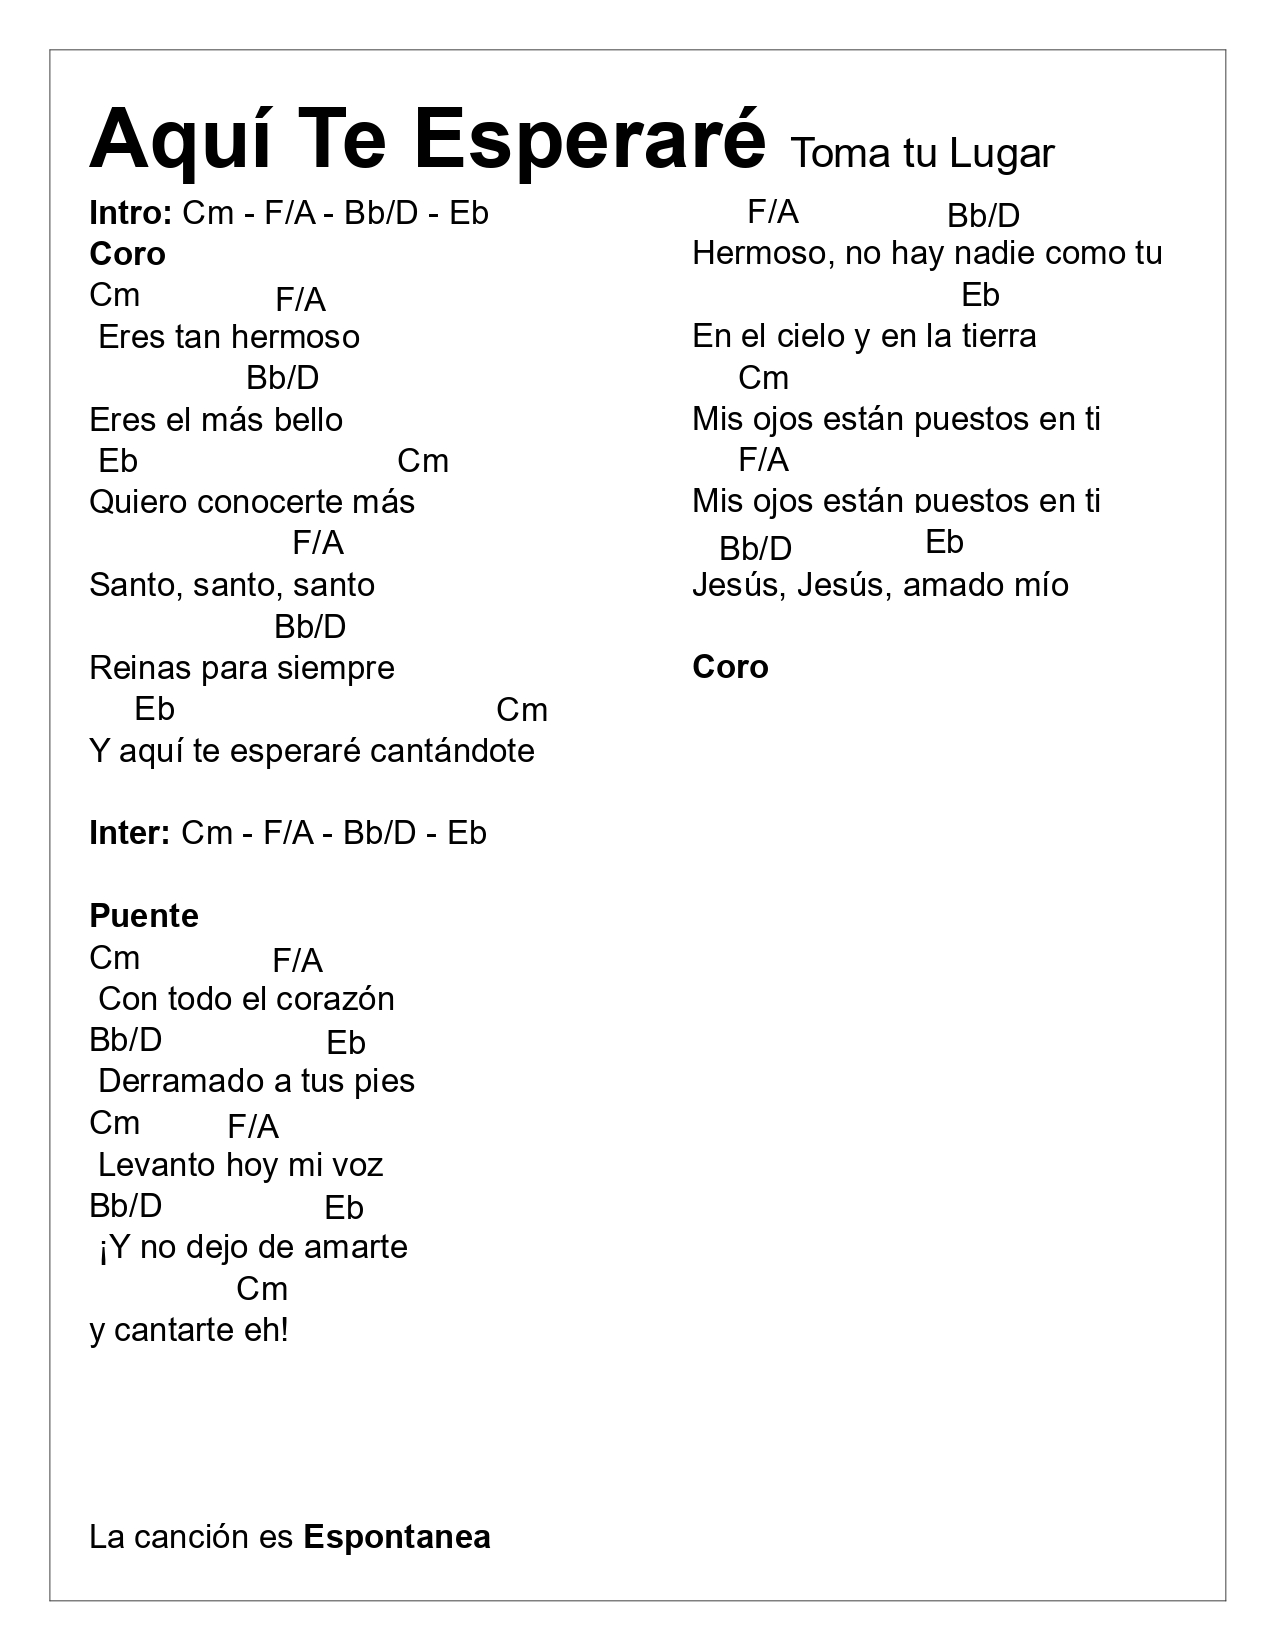 Aquí Te Esperaré Toma tu Lugar
Intro: Cm - F/A - Bb/D - Eb
Coro
Cm F/A
Eres tan hermoso
Bb/D
Eres el más bello
Eb Cm
Quiero conocerte más
F/A
Santo, santo, santo
Bb/D
Reinas para siempre
Eb Cm
Y aquí te esperaré cantándote
Inter: Cm - F/A - Bb/D - Eb
Puente
Cm F/A
Con todo el corazón
Bb/D Eb
Derramado a tus pies
Cm F/A
Levanto hoy mi voz
Bb/D Eb
¡Y no dejo de amarte
Cm
y cantarte eh!
F/A Bb/D
Hermoso, no hay nadie como tu
Eb
En el cielo y en la tierra
Cm
Mis ojos están puestos en ti
F/A
Mis ojos están puestos en ti
Bb/D Eb
Jesús, Jesús, amado mío
Coro
La canción es Espontanea